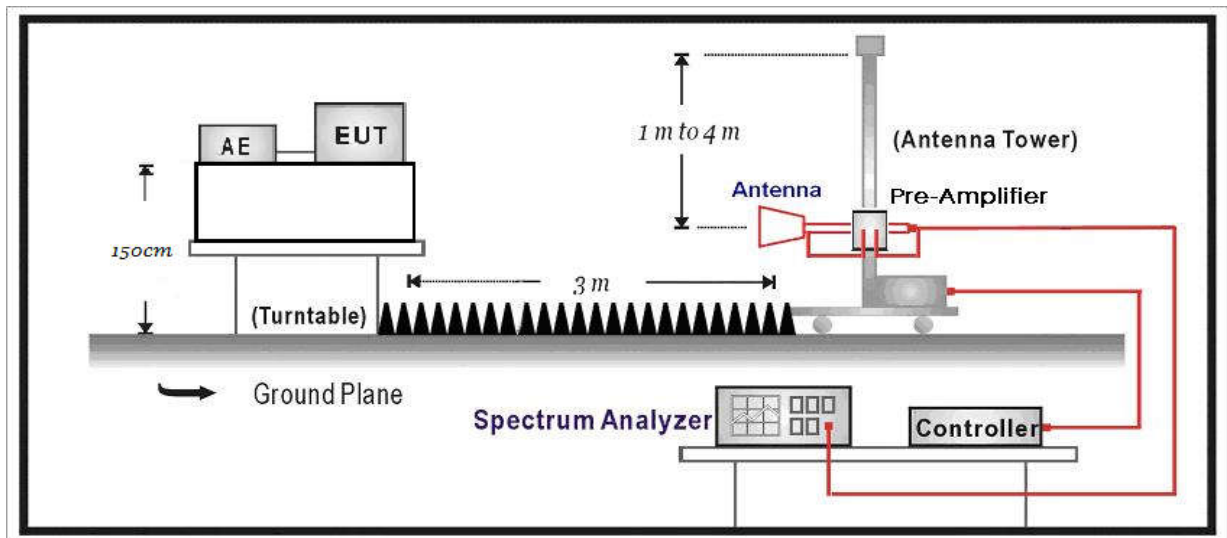 AE
EUT
1 m to 4 m
(Antenna Tower)
Antenna
Pre-Amplifier
150cm
3 m
(Turntable)
Ground Plane
Spectrum Analyzer
Controller